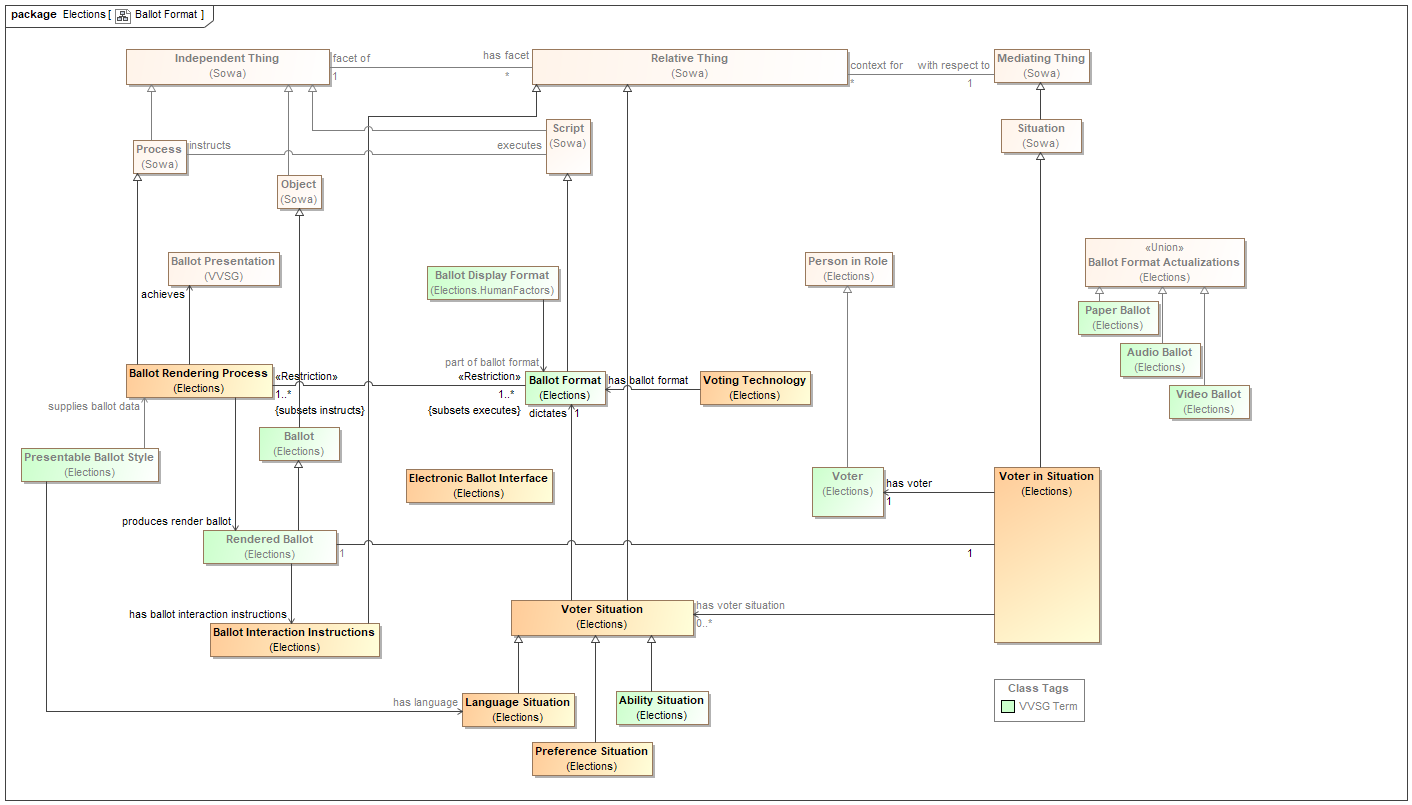 package Elections [ Ballot Format ]
Independent Thing
(Sowa)
facet of
1
has facet
*
Relative Thing
(Sowa)
context for
*
with respect to
1
Mediating Thing
(Sowa)
Process
(Sowa)
instructs
executes
Script
(Sowa)
Situation
(Sowa)
Object
(Sowa)
Ballot Presentation
(VVSG)
achieves
Ballot Display Format
(Elections.HumanFactors)
Person in Role
(Elections)
«Union»
Ballot Format Actualizations
(Elections)
Paper Ballot
(Elections)
Audio Ballot
(Elections)
Video Ballot
(Elections)
Ballot Rendering Process
(Elections)
«Restriction»
1..*
{subsets instructs}
part of ballot format
«Restriction»
1..*
{subsets executes}
Ballot Format
(Elections)
dictates
1
has ballot format
Voting Technology
(Elections)
supplies ballot data
Presentable Ballot Style
(Elections)
Ballot
(Elections)
Electronic Ballot Interface
(Elections)
Voter
(Elections)
has voter
1
Voter in Situation
(Elections)
produces render ballot
Rendered Ballot
(Elections)
1
1
has ballot interaction instructions
Ballot Interaction Instructions
(Elections)
Voter Situation
(Elections)
has voter situation
0..*
has language
Language Situation
(Elections)
Ability Situation
(Elections)
Preference Situation
(Elections)
Class Tags
VVSG Term